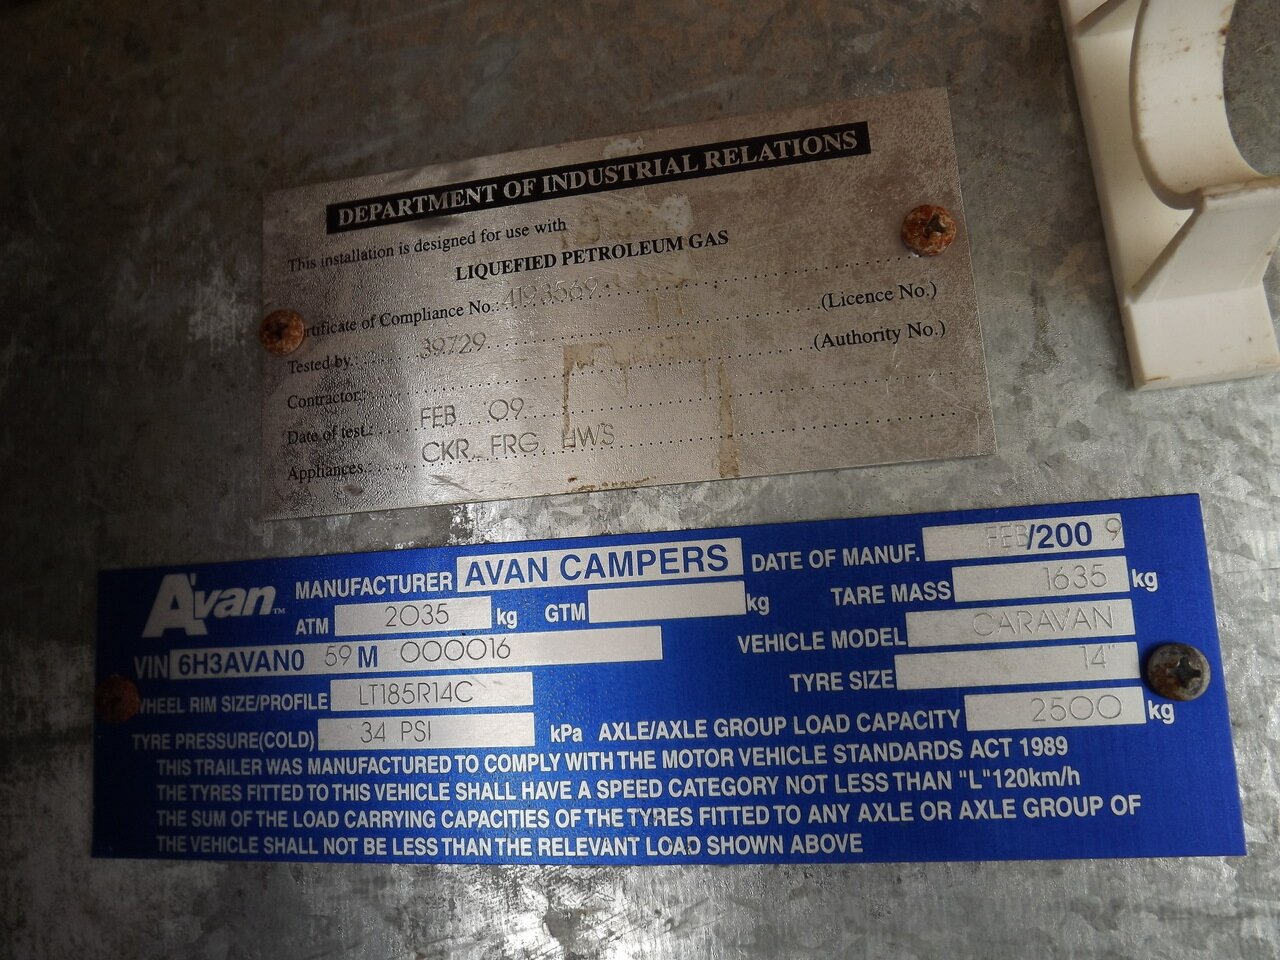 DEPARTMENT OF INDUSTRIAL RELATIONS
This installation is designed for use with
LIQUEFIED PETROLEUM GAS
rtificate of Compliance No.: 4193569
Tested by: 39729 (Licence No.)
Contractor: (Authority No.)
Date of test: FEB 09
Appliances: CKR, FRG, HWS
A'van™ MANUFACTURER AVAN CAMPERS DATE OF MANUF. FEB/2009
ATM 2035 kg GTM kg TARE MASS 1635 kg
VIN 6H3AVAN0 59 M 000016 VEHICLE MODEL CARAVAN
WHEEL RIM SIZE/PROFILE LT185R14C TYRE SIZE 14"
TYRE PRESSURE(COLD) 34 PSI kPa AXLE/AXLE GROUP LOAD CAPACITY 2500 kg
THIS TRAILER WAS MANUFACTURED TO COMPLY WITH THE MOTOR VEHICLE STANDARDS ACT 1989
THE TYRES FITTED TO THIS VEHICLE SHALL HAVE A SPEED CATEGORY NOT LESS THAN "L"120km/h
THE SUM OF THE LOAD CARRYING CAPACITIES OF THE TYRES FITTED TO ANY AXLE OR AXLE GROUP OF
THE VEHICLE SHALL NOT BE LESS THAN THE RELEVANT LOAD SHOWN ABOVE